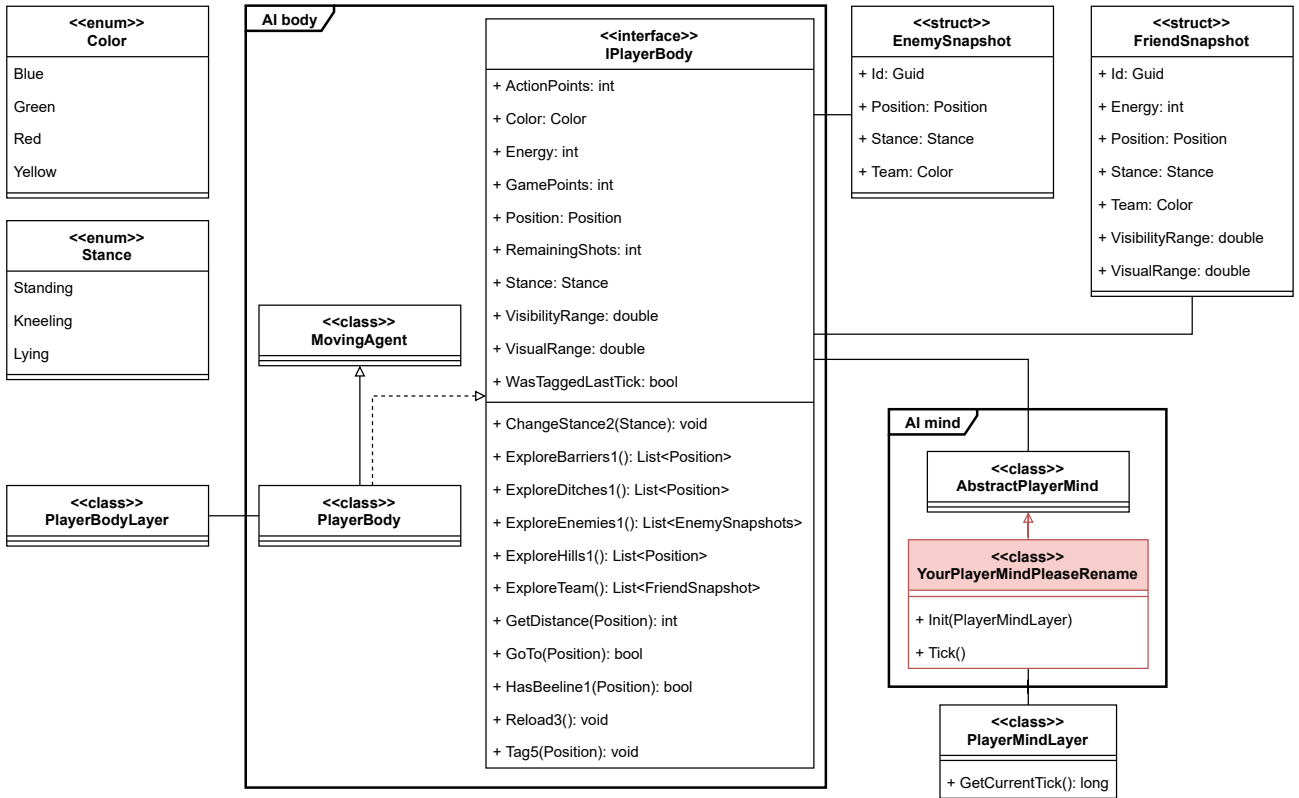 <<enum>>
Color
Blue
Green
Red
Yellow
<<enum>>
Stance
Standing
Kneeling
Lying
<<class>>
PlayerBodyLayer
AI body
<<class>>
MovingAgent
<<class>>
PlayerBody
<<interface>>
IPlayerBody
+ ActionPoints: int
+ Color: Color
+ Energy: int
+ GamePoints: int
+ Position: Position
+ RemainingShots: int
+ Stance: Stance
+ VisibilityRange: double
+ VisualRange: double
+ WasTaggedLastTick: bool
+ ChangeStance2(Stance): void
+ ExploreBarriers1(): List<Position>
+ ExploreDitches1(): List<Position>
+ ExploreEnemies1(): List<EnemySnapshots>
+ ExploreHills1(): List<Position>
+ ExploreTeam(): List<FriendSnapshot>
+ GetDistance(Position): int
+ GoTo(Position): bool
+ HasBeeline1(Position): bool
+ Reload3(): void
+ Tag5(Position): void
<<struct>>
EnemySnapshot
+ Id: Guid
+ Position: Position
+ Stance: Stance
+ Team: Color
<<struct>>
FriendSnapshot
+ Id: Guid
+ Energy: int
+ Position: Position
+ Stance: Stance
+ Team: Color
+ VisibilityRange: double
+ VisualRange: double
AI mind
<<class>>
AbstractPlayerMind
<<class>>
YourPlayerMindPleaseRename
+ Init(PlayerMindLayer)
+ Tick()
<<class>>
PlayerMindLayer
+ GetCurrentTick(): long